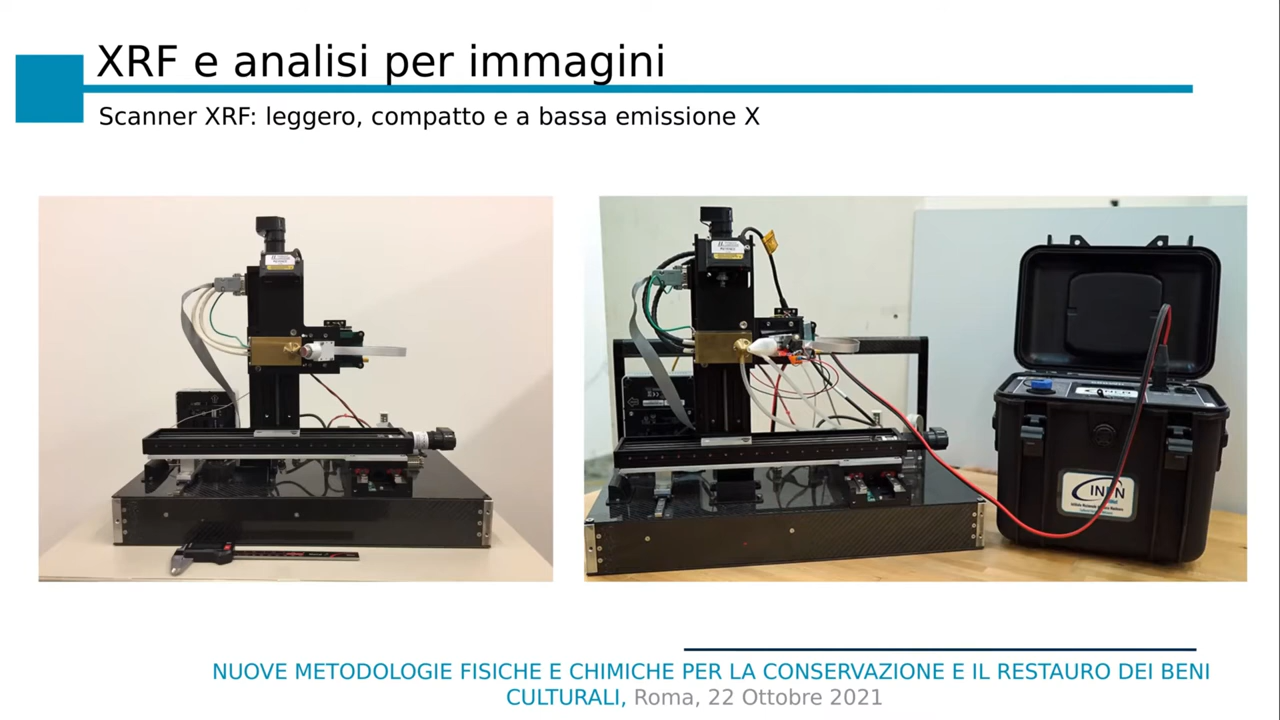 XRF e analisi per immagini
Scanner XRF: leggero, compatto e a bassa emissione X
INFN
NUOVE METODOLOGIE FISICHE E CHIMICHE PER LA CONSERVAZIONE E IL RESTAURO DEI BENI
CULTURALI, Roma, 22 Ottobre 2021